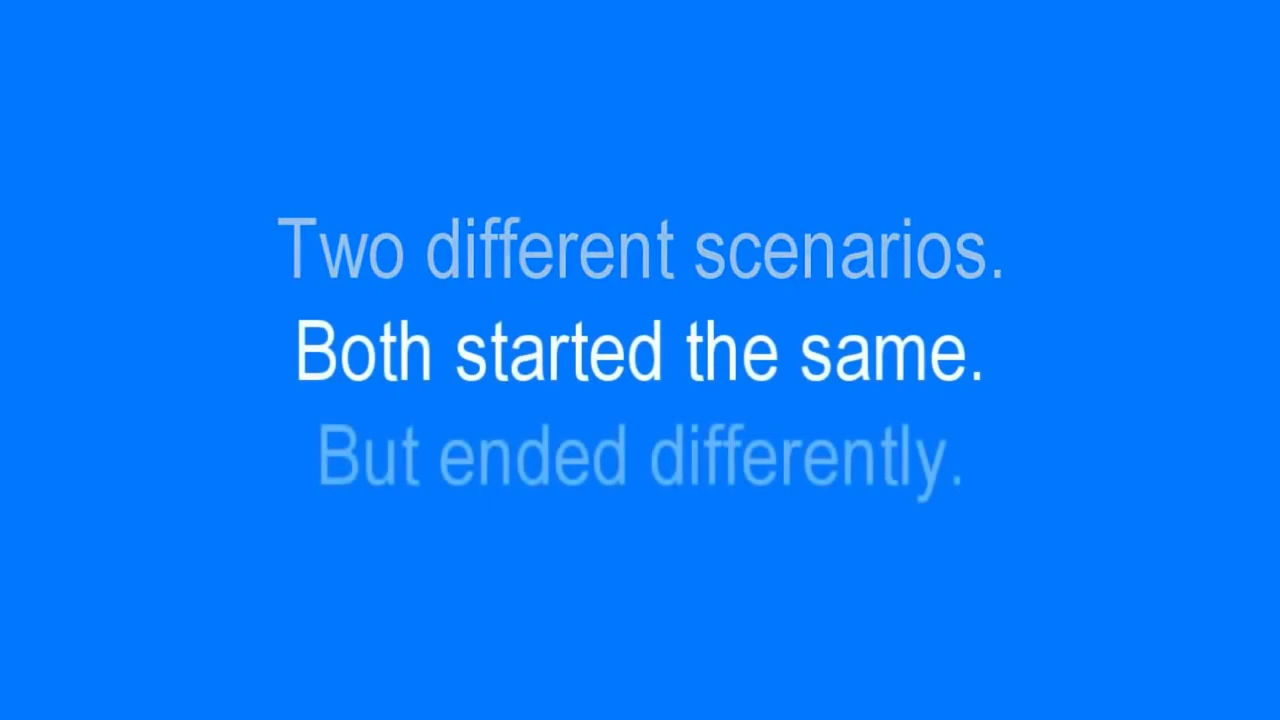 Two different scenarios.
Both started the same.
But ended differently.